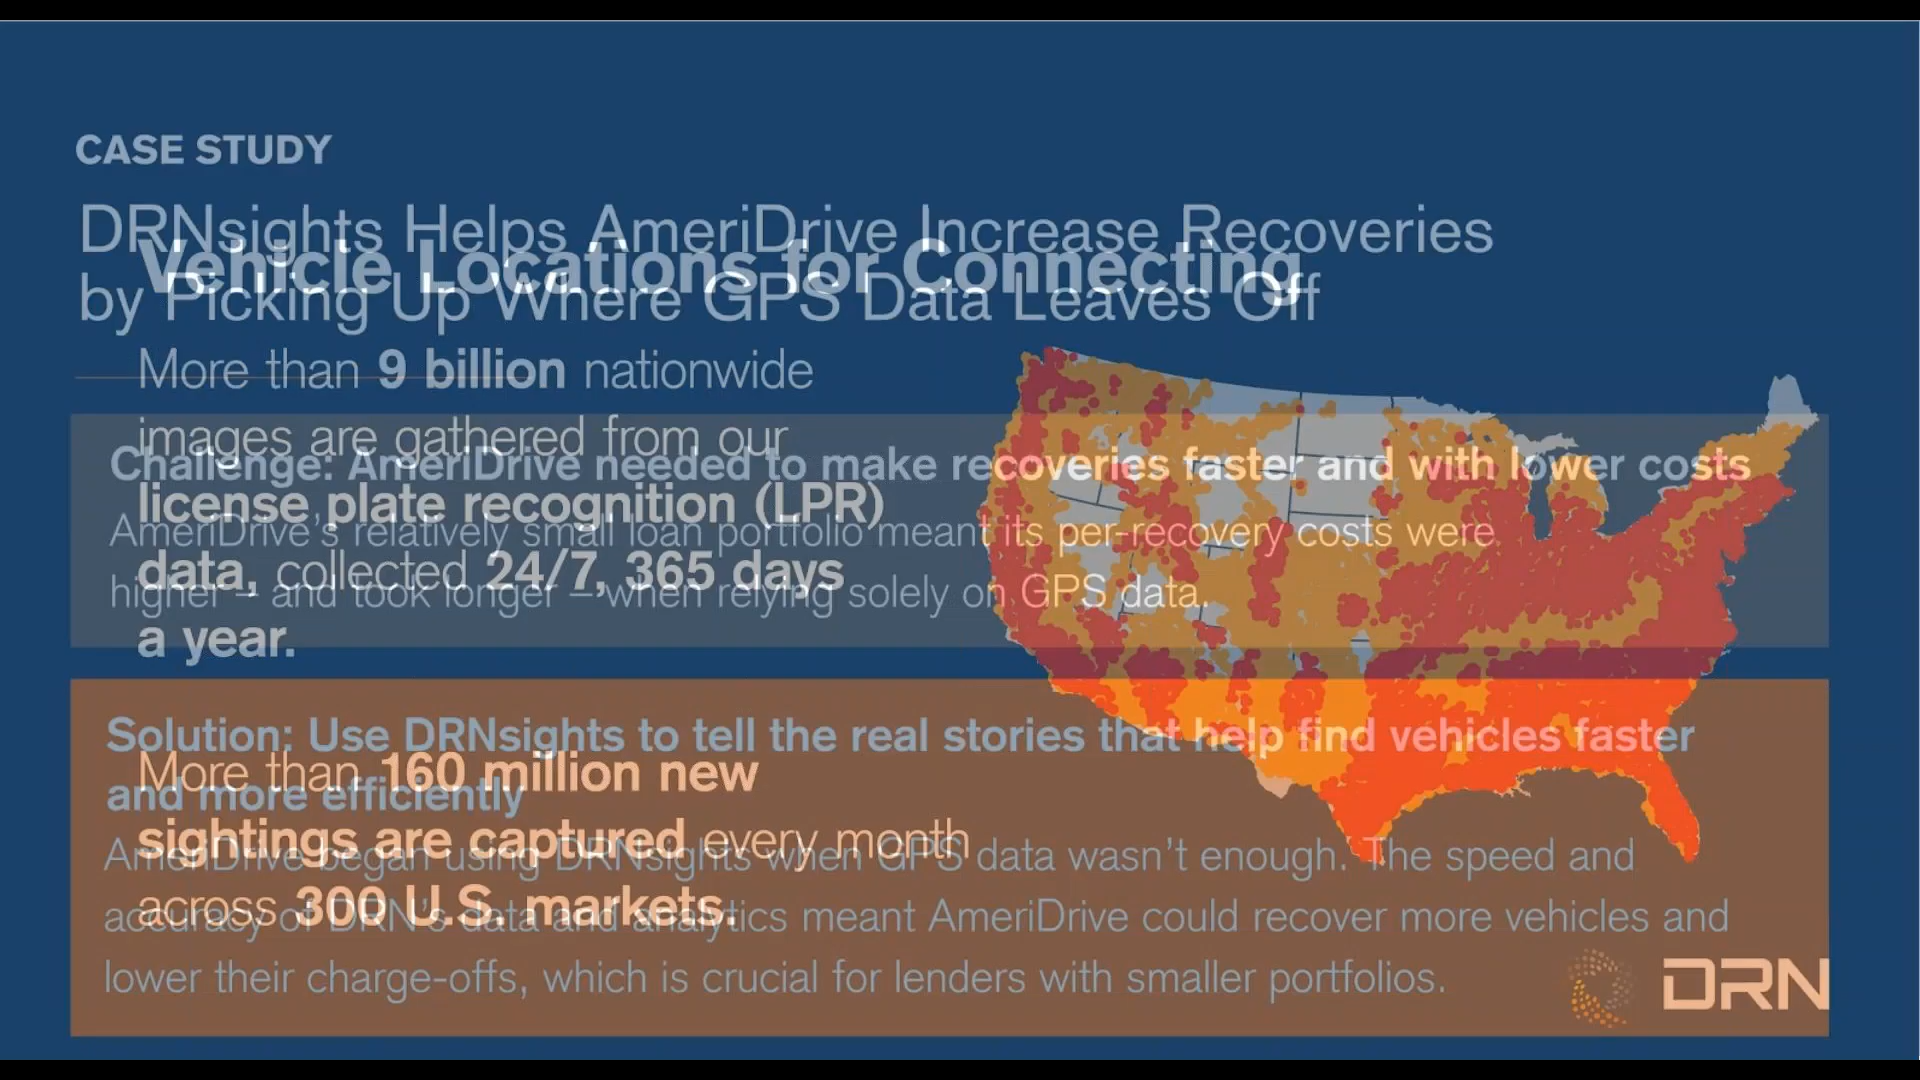 CASE STUDY
DRNsights Helps AmeriDrive Increase Recoveries
by Picking Up Where GPS Data Leaves Off
Vehicle Locations for Connecting
More than 9 billion nationwide
images are gathered from our
license plate recognition (LPR)
data, collected 24/7, 365 days
a year.
Challenge: AmeriDrive needed to make recoveries faster and with lower costs
AmeriDrive's relatively small loan portfolio meant its per-recovery costs were
higher – and took longer – when relying solely on GPS data.
Solution: Use DRNsights to tell the real stories that help find vehicles faster
and more efficiently
AmeriDrive began using DRNsights when GPS data wasn't enough. The speed and
accuracy of DRN's data and analytics meant AmeriDrive could recover more vehicles and
lower their charge-offs, which is crucial for lenders with smaller portfolios.
More than 160 million new
sightings are captured every month
across 300 U.S. markets.
DRN